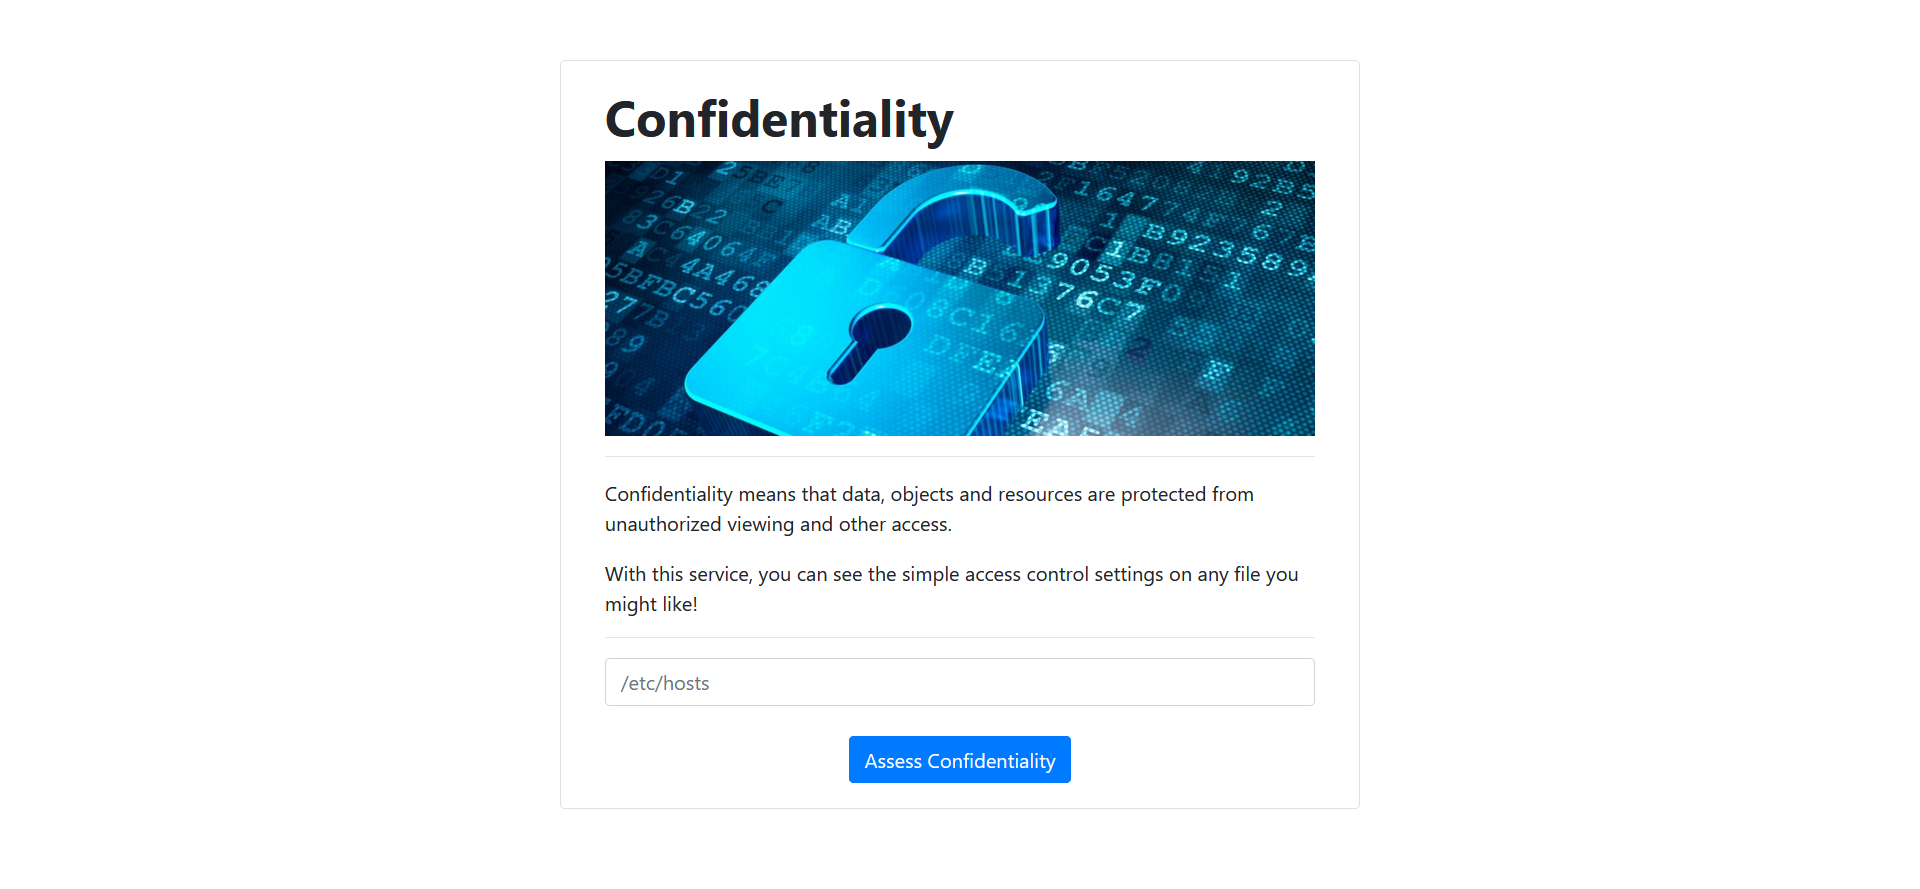 Confidentiality
Confidentiality means that data, objects and resources are protected from
unauthorized viewing and other access.
With this service, you can see the simple access control settings on any file you
might like!
/etc/hosts
Assess Confidentiality